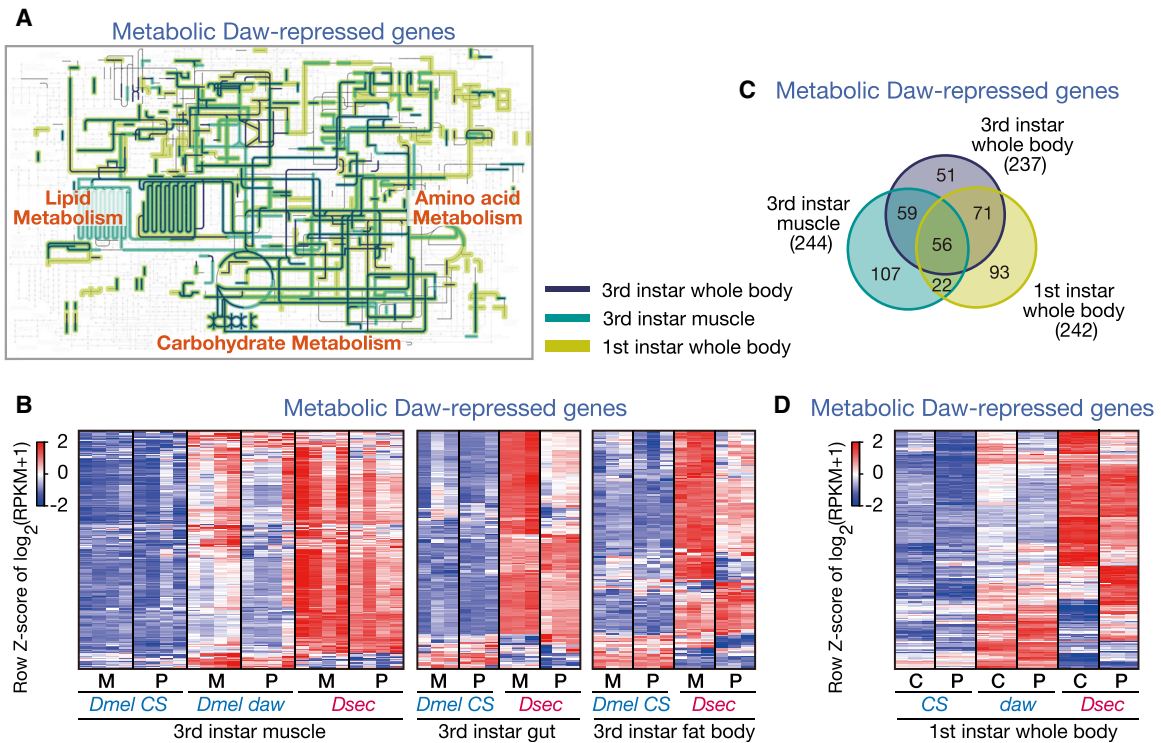 A
Metabolic Daw-repressed genes
Lipid
Metabolism
Amino acid
Metabolism
Carbohydrate Metabolism
3rd instar whole body
3rd instar muscle
1st instar whole body
C
Metabolic Daw-repressed genes
3rd instar
whole body
(237)
3rd instar
muscle
(244)
51
59
71
56
107
22
93
1st instar
whole body
(242)
B
Metabolic Daw-repressed genes
Row Z-score of log2(RPKM+1)
2
0
-2
M P M P M P
Dmel CS Dmel daw Dsec
3rd instar muscle
M P M P
Dmel CS Dsec
3rd instar gut
M P M P
Dmel CS Dsec
3rd instar fat body
D
Metabolic Daw-repressed genes
Row Z-score of log2(RPKM+1)
2
0
-2
C P C P C P
CS daw Dsec
1st instar whole body